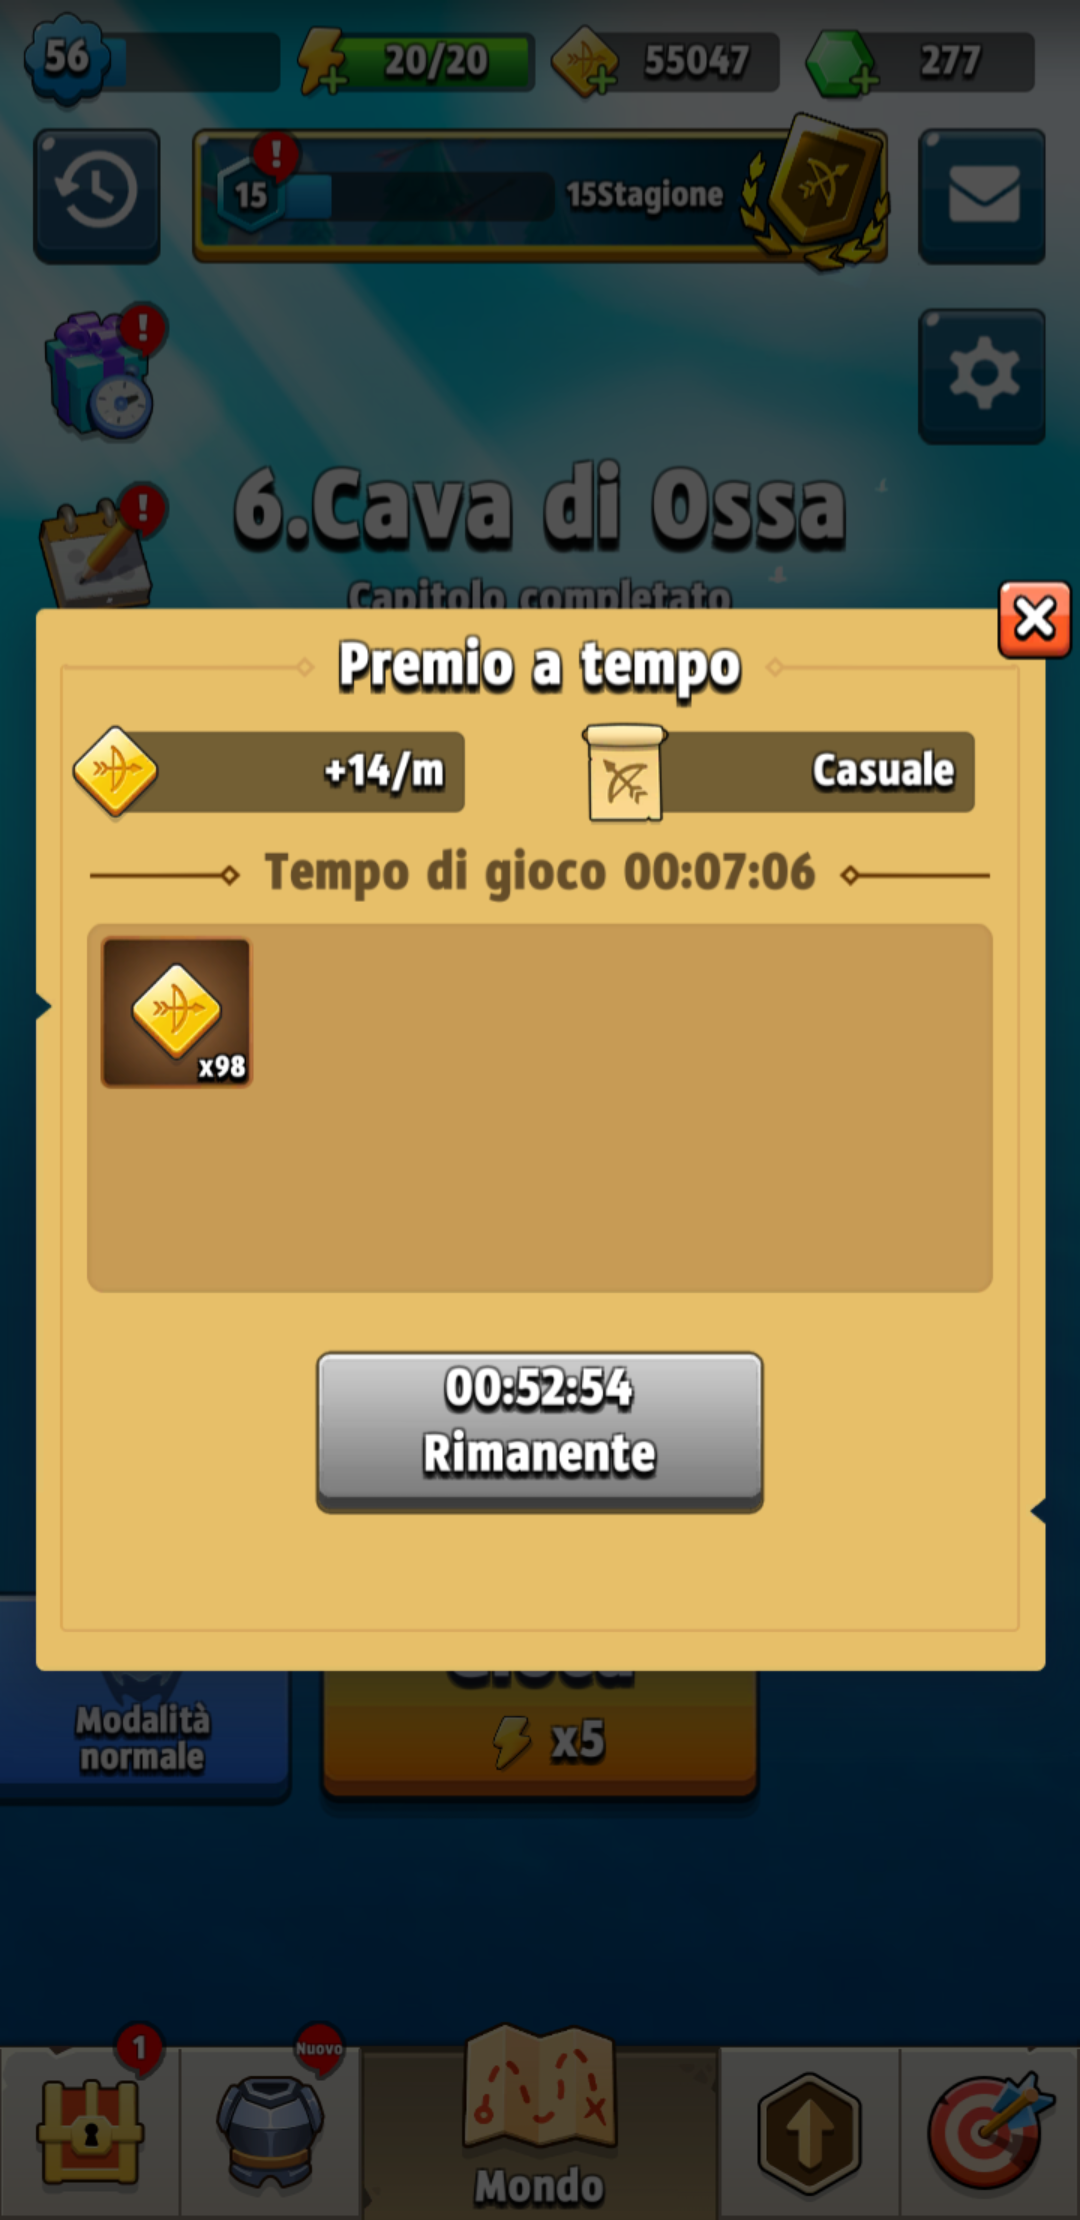 56
20/20
55047
277
15
15Stagione
6.Cava di Ossa
Capitolo completato
Premio a tempo
+14/m
Casuale
Tempo di gioco 00:07:06
x98
00:52:54
Rimanente
Modalità
normale
x5
1
Nuovo
Mondo